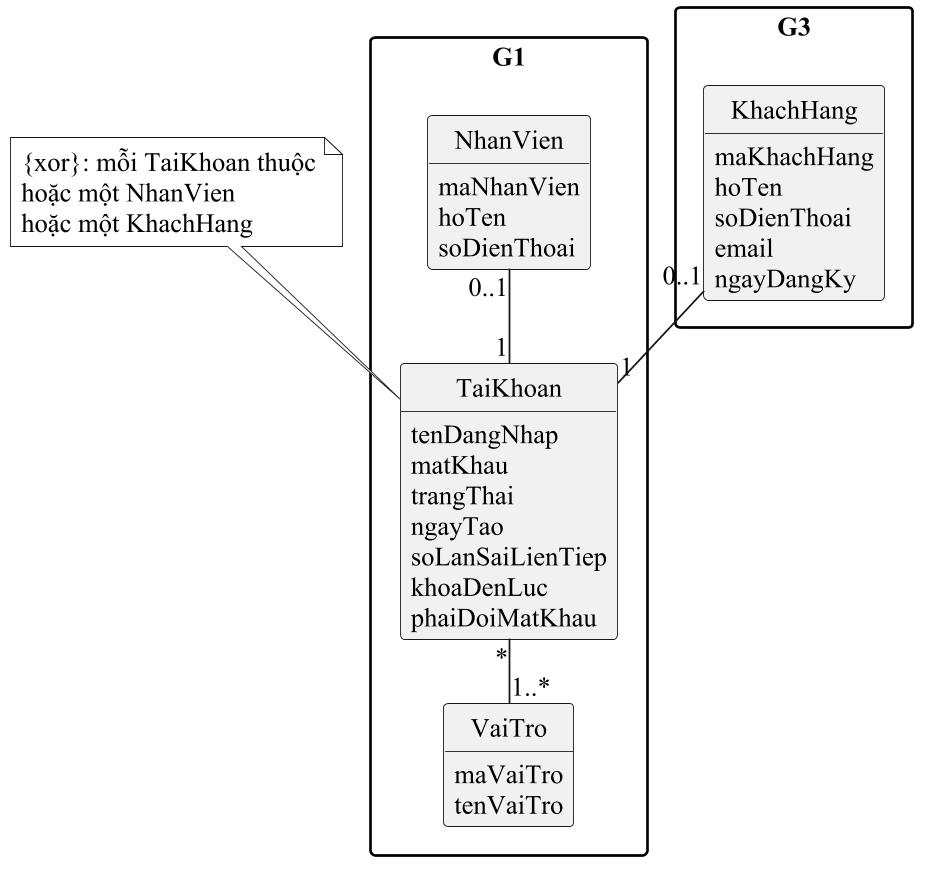 G3
G1
KhachHang
maKhachHang
hoTen
soDienThoai
email
ngayDangKy
NhanVien
maNhanVien
hoTen
soDienThoai
{xor}: mỗi TaiKhoan thuộc
hoặc một NhanVien
hoặc một KhachHang
0..1
0..1
1
1
TaiKhoan
tenDangNhap
matKhau
trangThai
ngayTao
soLanSaiLienTiep
khoaDenLuc
phaiDoiMatKhau
*
1..*
VaiTro
maVaiTro
tenVaiTro